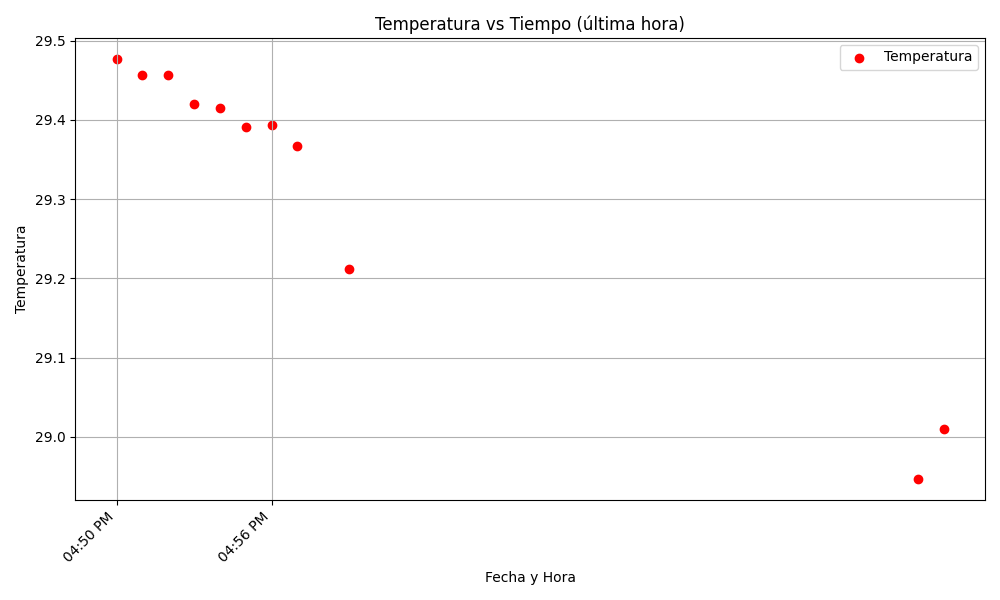 Temperatura vs Tiempo (última hora)
Temperatura
29.5
29.4
29.3
29.2
29.1
29.0
Temperatura
04:50 PM
04:56 PM
Fecha y Hora